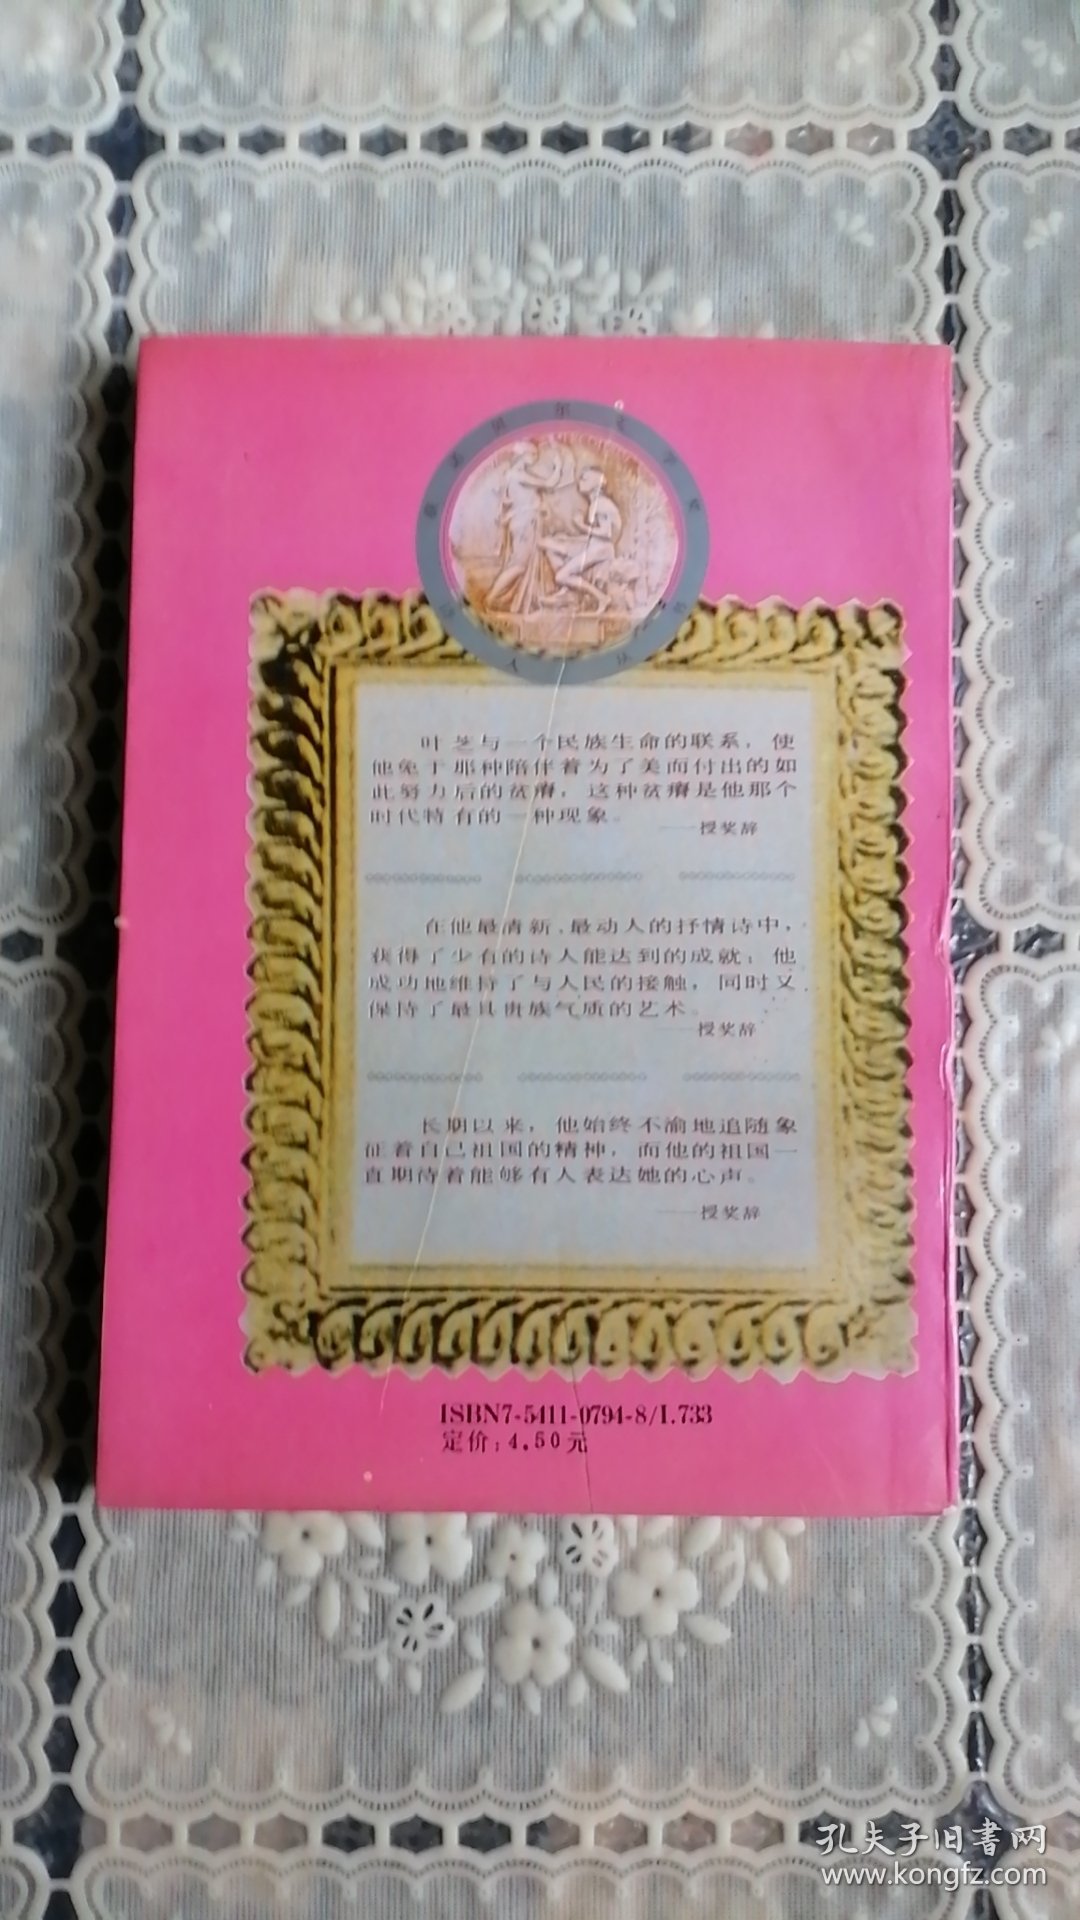 叶芝与一个民族生命的联系，使
他免于那种陪伴着为了美而付出的如
此努力后的贫瘠，这种贫瘠是他那个
时代特有的一种现象。
——授奖辞
在他最清新、最动人的抒情诗中，
获得了少有的诗人能达到的成就；他
成功地维持了与人民的接触，同时又
保持了最具贵族气质的艺术。
——授奖辞
长期以来，他始终不渝地追随象
征着自己祖国的精神，而他的祖国一
直期待着能够有人表达她的心声。
——授奖辞
ISBN7-5411-0794-8/I.733
定价：4.50元
孔夫子旧書网
www.kongfz.com